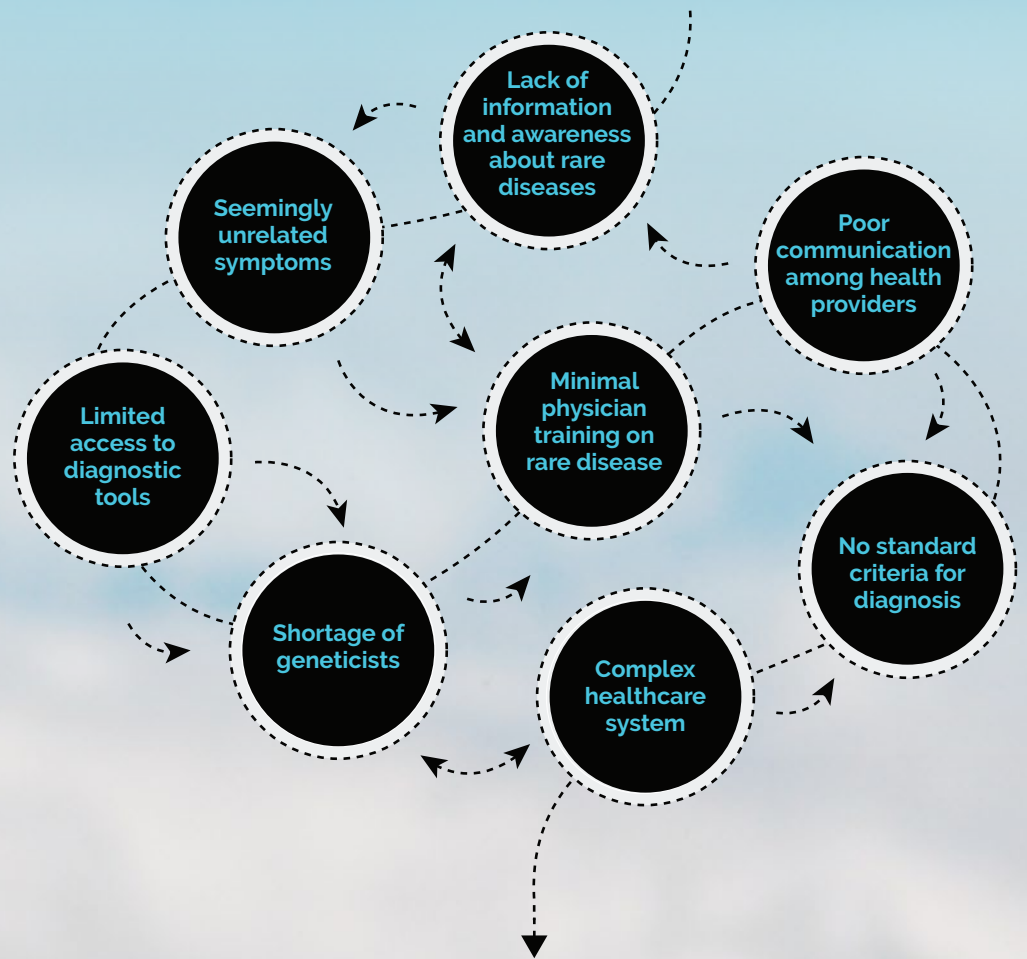 Lack of
information
and awareness
about rare
diseases
Seemingly
unrelated
symptoms
Poor
communication
among health
providers
Minimal
physician
training on
rare disease
Limited
access to
diagnostic
tools
No standard
criteria for
diagnosis
Shortage of
geneticists
Complex
healthcare
system